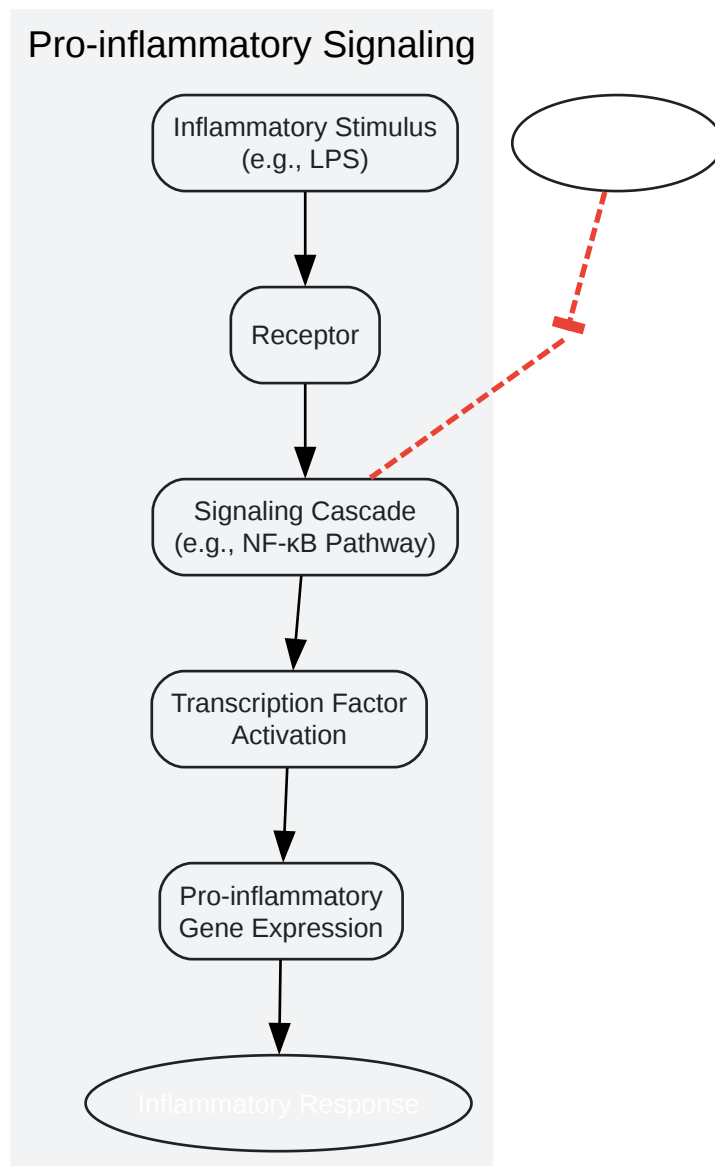 Pro-inflammatory Signaling
Inflammatory Stimulus
(e.g., LPS)
Receptor
Signaling Cascade
(e.g., NF-κB Pathway)
Transcription Factor
Activation
Pro-inflammatory
Gene Expression
Inflammatory Response